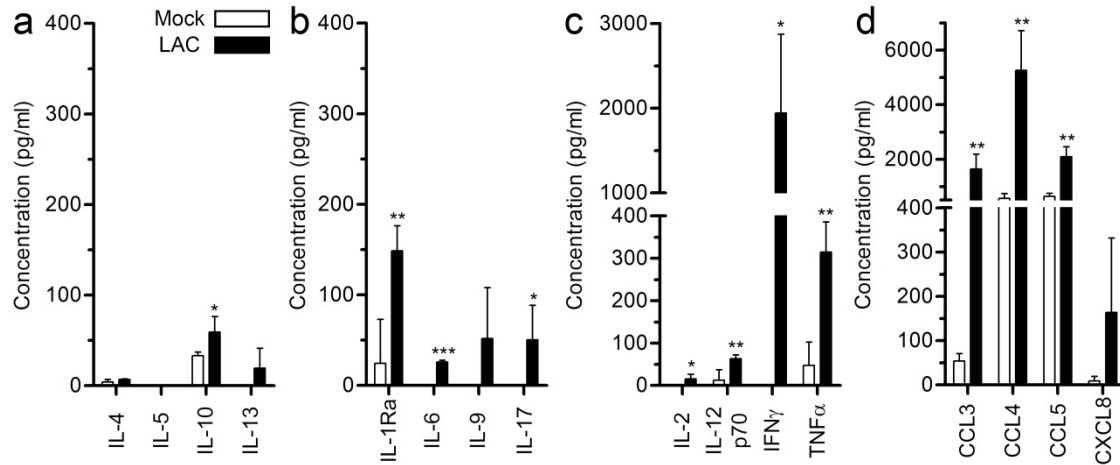 a
Mock
LAC
Concentration (pg/ml)
400
300
200
100
0
IL-4
IL-5
IL-10
IL-13
*
b
Concentration (pg/ml)
400
300
200
100
0
IL-1Ra
IL-6
IL-9
IL-17
**
***
*
c
Concentration (pg/ml)
3000
2000
1000
400
300
200
100
0
IL-2
IL-12
p70
IFNγ
TNFα
*
**
*
**
d
Concentration (pg/ml)
6000
4000
2000
400
300
200
100
0
CCL3
CCL4
CCL5
CXCL8
**
**
**